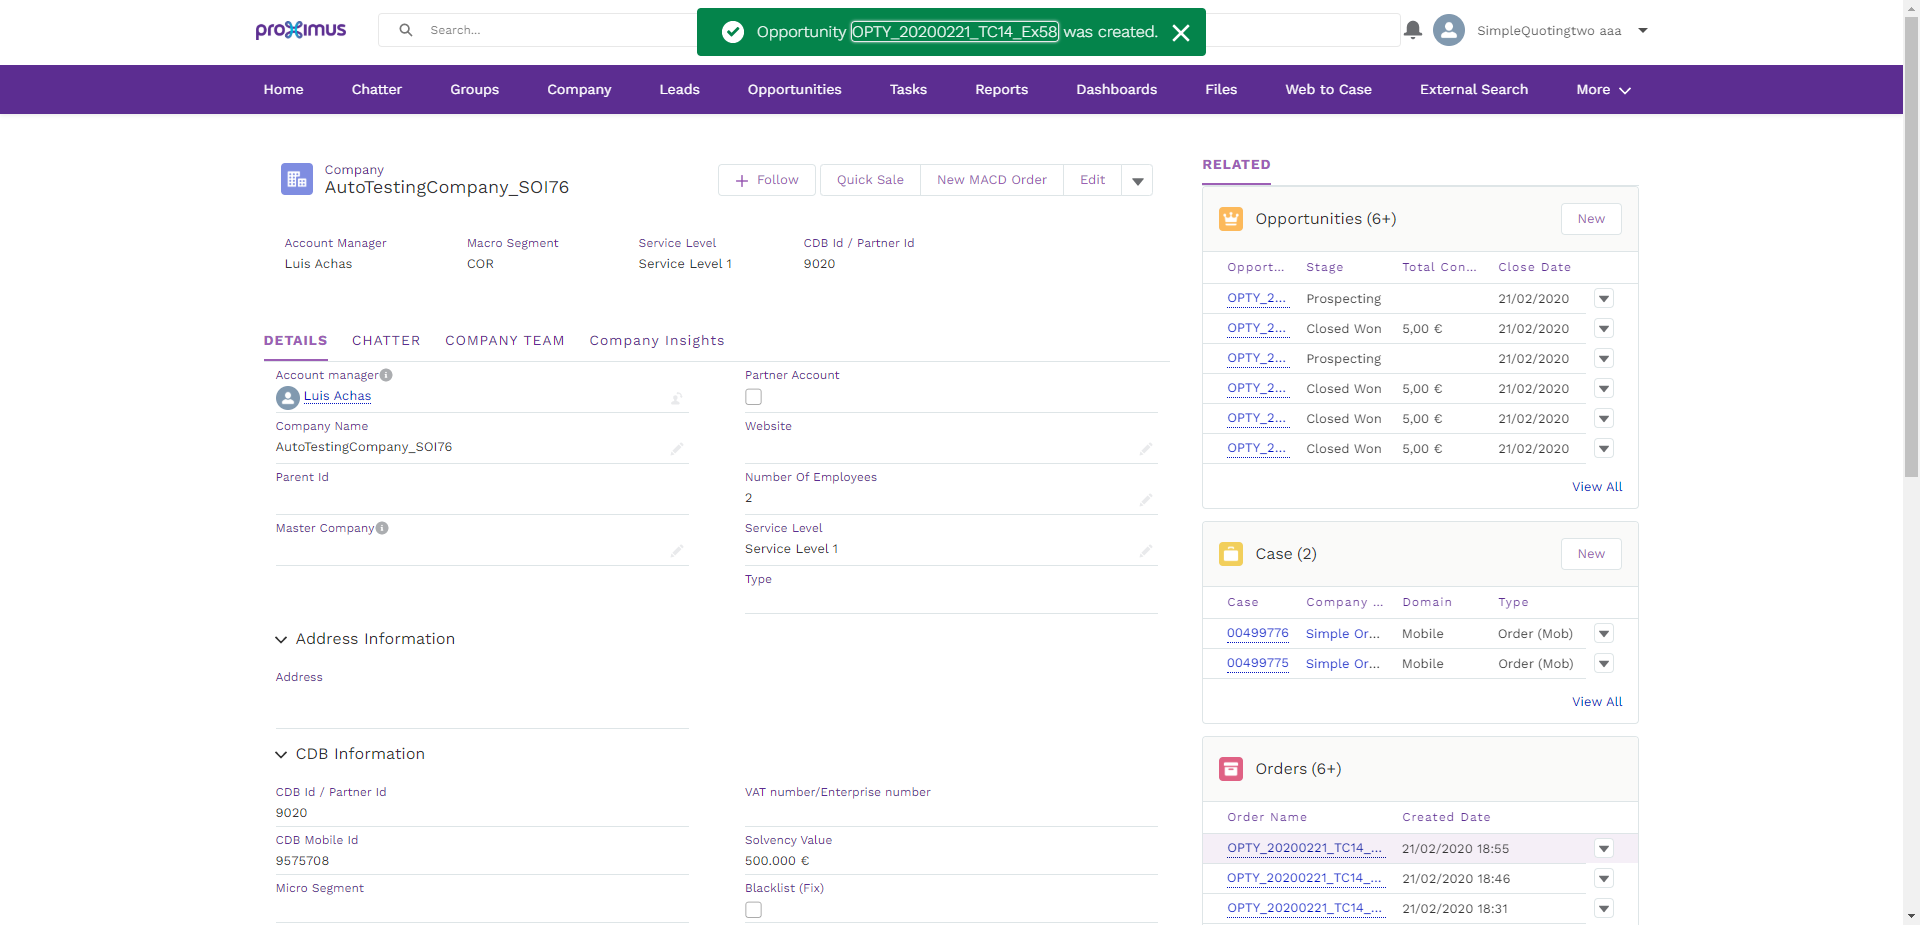 proximus
Search...
Opportunity OPTY_20200221_TC14_Ex58 was created.
SimpleQuotingtwo aaa
Home Chatter Groups Company Leads Opportunities Tasks Reports Dashboards Files Web to Case External Search More
Company
AutoTestingCompany_SOI76
Follow Quick Sale New MACD Order Edit
Account Manager Macro Segment Service Level CDB Id / Partner Id
Luis Achas COR Service Level 1 9020
DETAILS CHATTER COMPANY TEAM Company Insights
Account manager Partner Account
Luis Achas
Company Name Website
AutoTestingCompany_SOI76
Parent Id Number Of Employees
2
Master Company Service Level
Service Level 1
Type
Address Information
Address
CDB Information
CDB Id / Partner Id VAT number/Enterprise number
9020
CDB Mobile Id Solvency Value
9575708 500.000 €
Micro Segment Blacklist (Fix)
RELATED
Opportunities (6+) New
Opport... Stage Total Con... Close Date
OPTY_2... Prospecting 21/02/2020
OPTY_2... Closed Won 5,00 € 21/02/2020
OPTY_2... Prospecting 21/02/2020
OPTY_2... Closed Won 5,00 € 21/02/2020
OPTY_2... Closed Won 5,00 € 21/02/2020
OPTY_2... Closed Won 5,00 € 21/02/2020
View All
Case (2) New
Case Company ... Domain Type
00499776 Simple Or... Mobile Order (Mob)
00499775 Simple Or... Mobile Order (Mob)
View All
Orders (6+)
Order Name Created Date
OPTY_20200221_TC14_... 21/02/2020 18:55
OPTY_20200221_TC14_... 21/02/2020 18:46
OPTY_20200221_TC14_... 21/02/2020 18:31